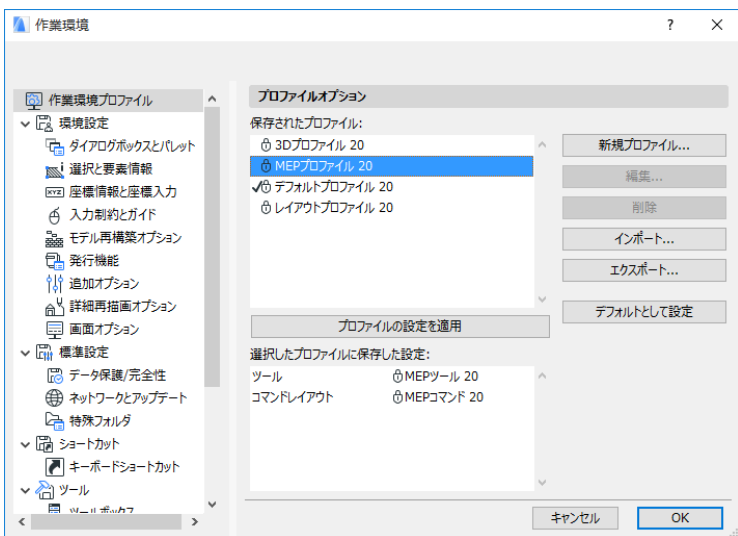 作業環境
?
作業環境プロファイル
環境設定
ダイアログボックスとパレット
選択と要素情報
座標情報と座標入力
入力制約とガイド
モデル再構築オプション
発行機能
追加オプション
詳細再描画オプション
画面オプション
標準設定
データ保護/完全性
ネットワークとアップデート
特殊フォルダ
ショートカット
キーボードショートカット
ツール
ツールボックス
プロファイルオプション
保存されたプロファイル:
3Dプロファイル 20
MEPプロファイル 20
デフォルトプロファイル 20
レイアウトプロファイル 20
新規プロファイル...
編集...
削除
インポート...
エクスポート...
デフォルトとして設定
プロファイルの設定を適用
選択したプロファイルに保存した設定:
ツール MEPツール 20
コマンドレイアウト MEPコマンド 20
キャンセル OK